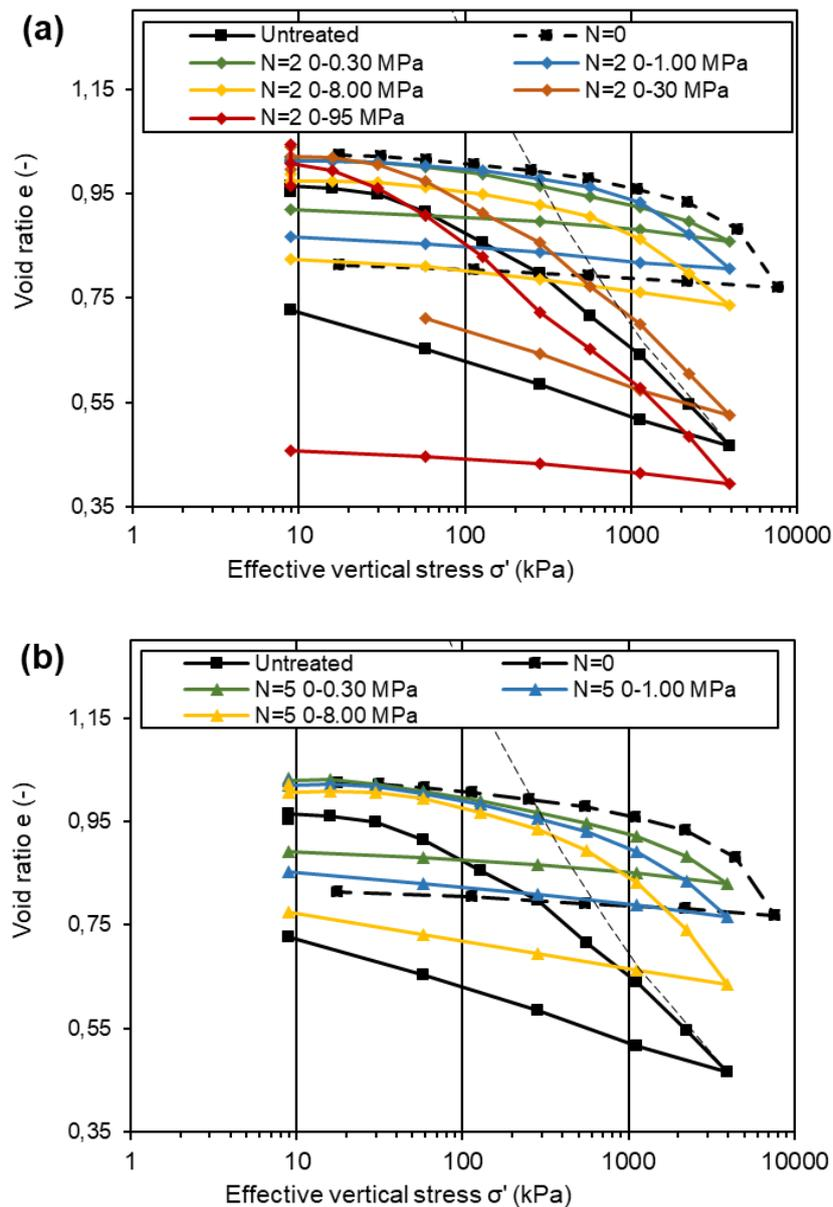 (a)
Untreated N=0
N=2 0-0.30 MPa N=2 0-1.00 MPa
N=2 0-8.00 MPa N=2 0-30 MPa
N=2 0-95 MPa
1,15
0,95
0,75
0,55
0,35
Void ratio e (-)
1 10 100 1000 10000
Effective vertical stress σ' (kPa)
(b)
Untreated N=0
N=5 0-0.30 MPa N=5 0-1.00 MPa
N=5 0-8.00 MPa
1,15
0,95
0,75
0,55
0,35
Void ratio e (-)
1 10 100 1000 10000
Effective vertical stress σ' (kPa)